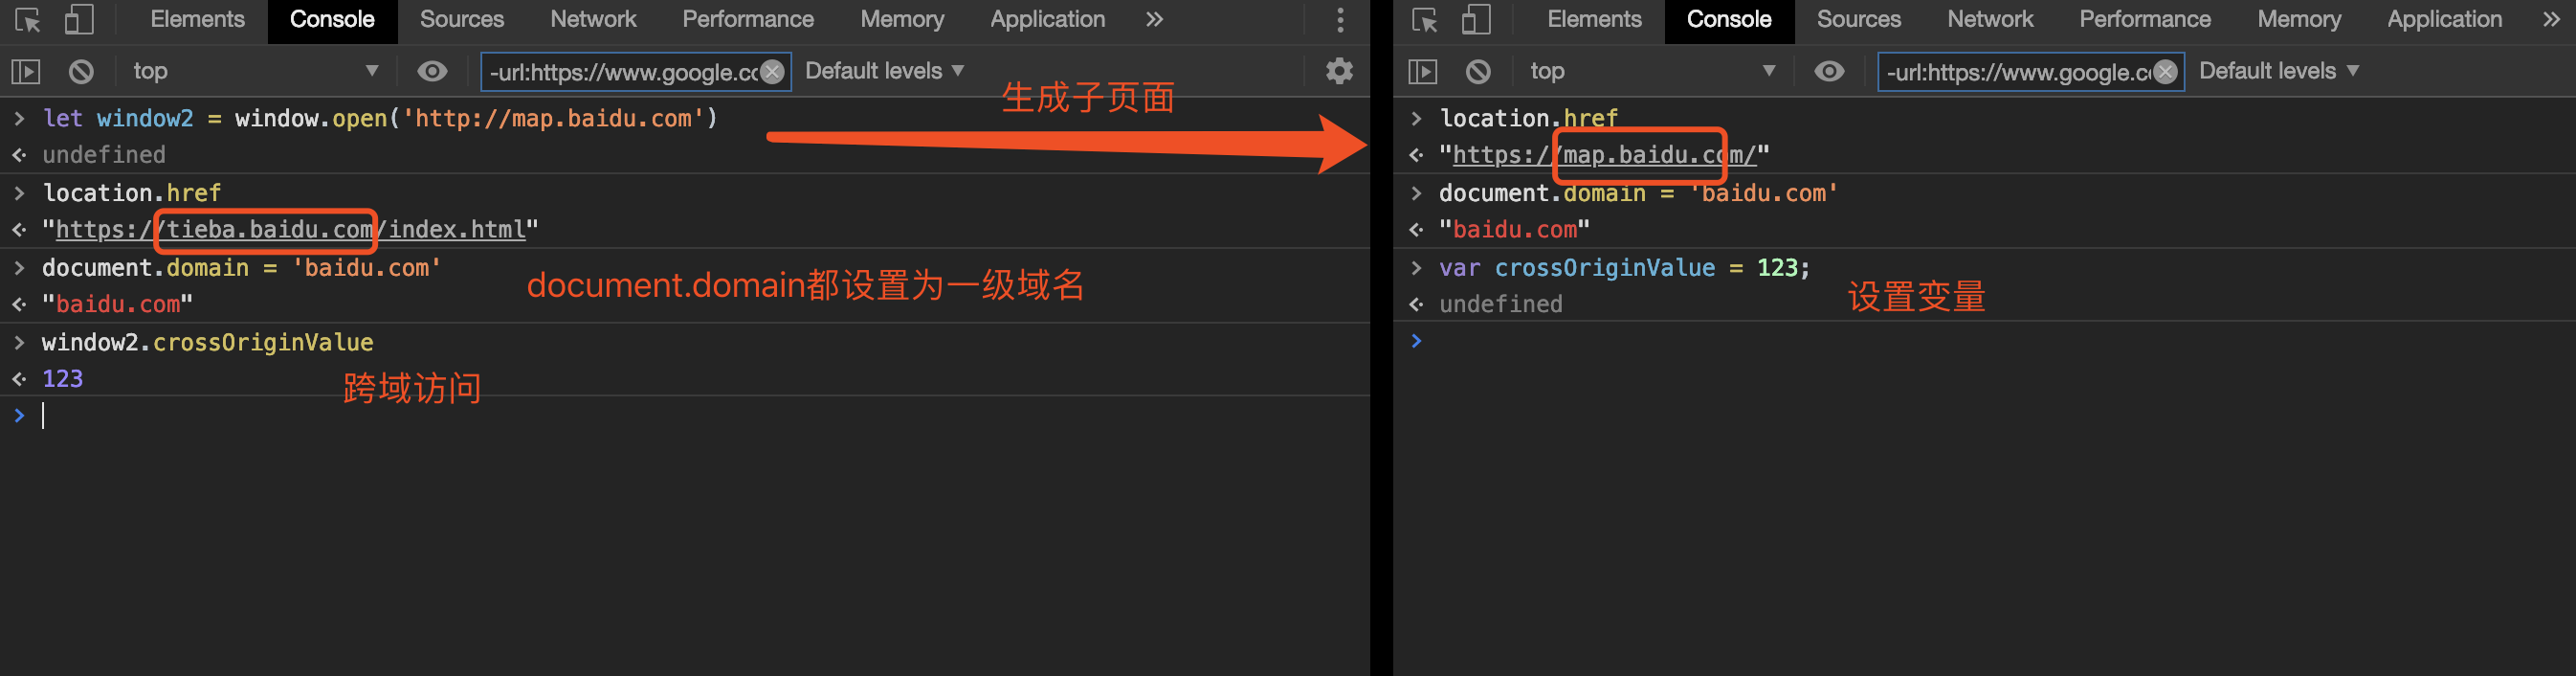 Elements Console Sources Network Performance Memory Application »
top -url:https://www.google.cc Default levels
生成子页面
> let window2 = window.open('http://map.baidu.com')
<· undefined
> location.href
<· "https://tieba.baidu.com/index.html"
> document.domain = 'baidu.com'
document.domain都设置为一级域名
<· "baidu.com"
> window2.crossOriginValue
<· 123
跨域访问
>
Elements Console Sources Network Performance Memory Application »
top -url:https://www.google.c Default levels
> location.href
<· "https://map.baidu.com/"
> document.domain = 'baidu.com'
<· "baidu.com"
> var crossOriginValue = 123;
设置变量
<· undefined
>